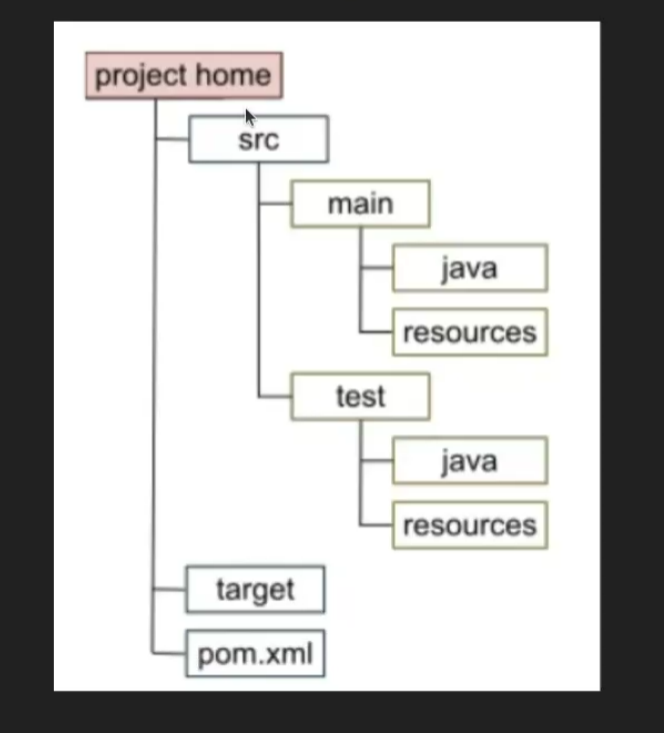 project home
src
main
java
resources
test
java
resources
target
pom.xml